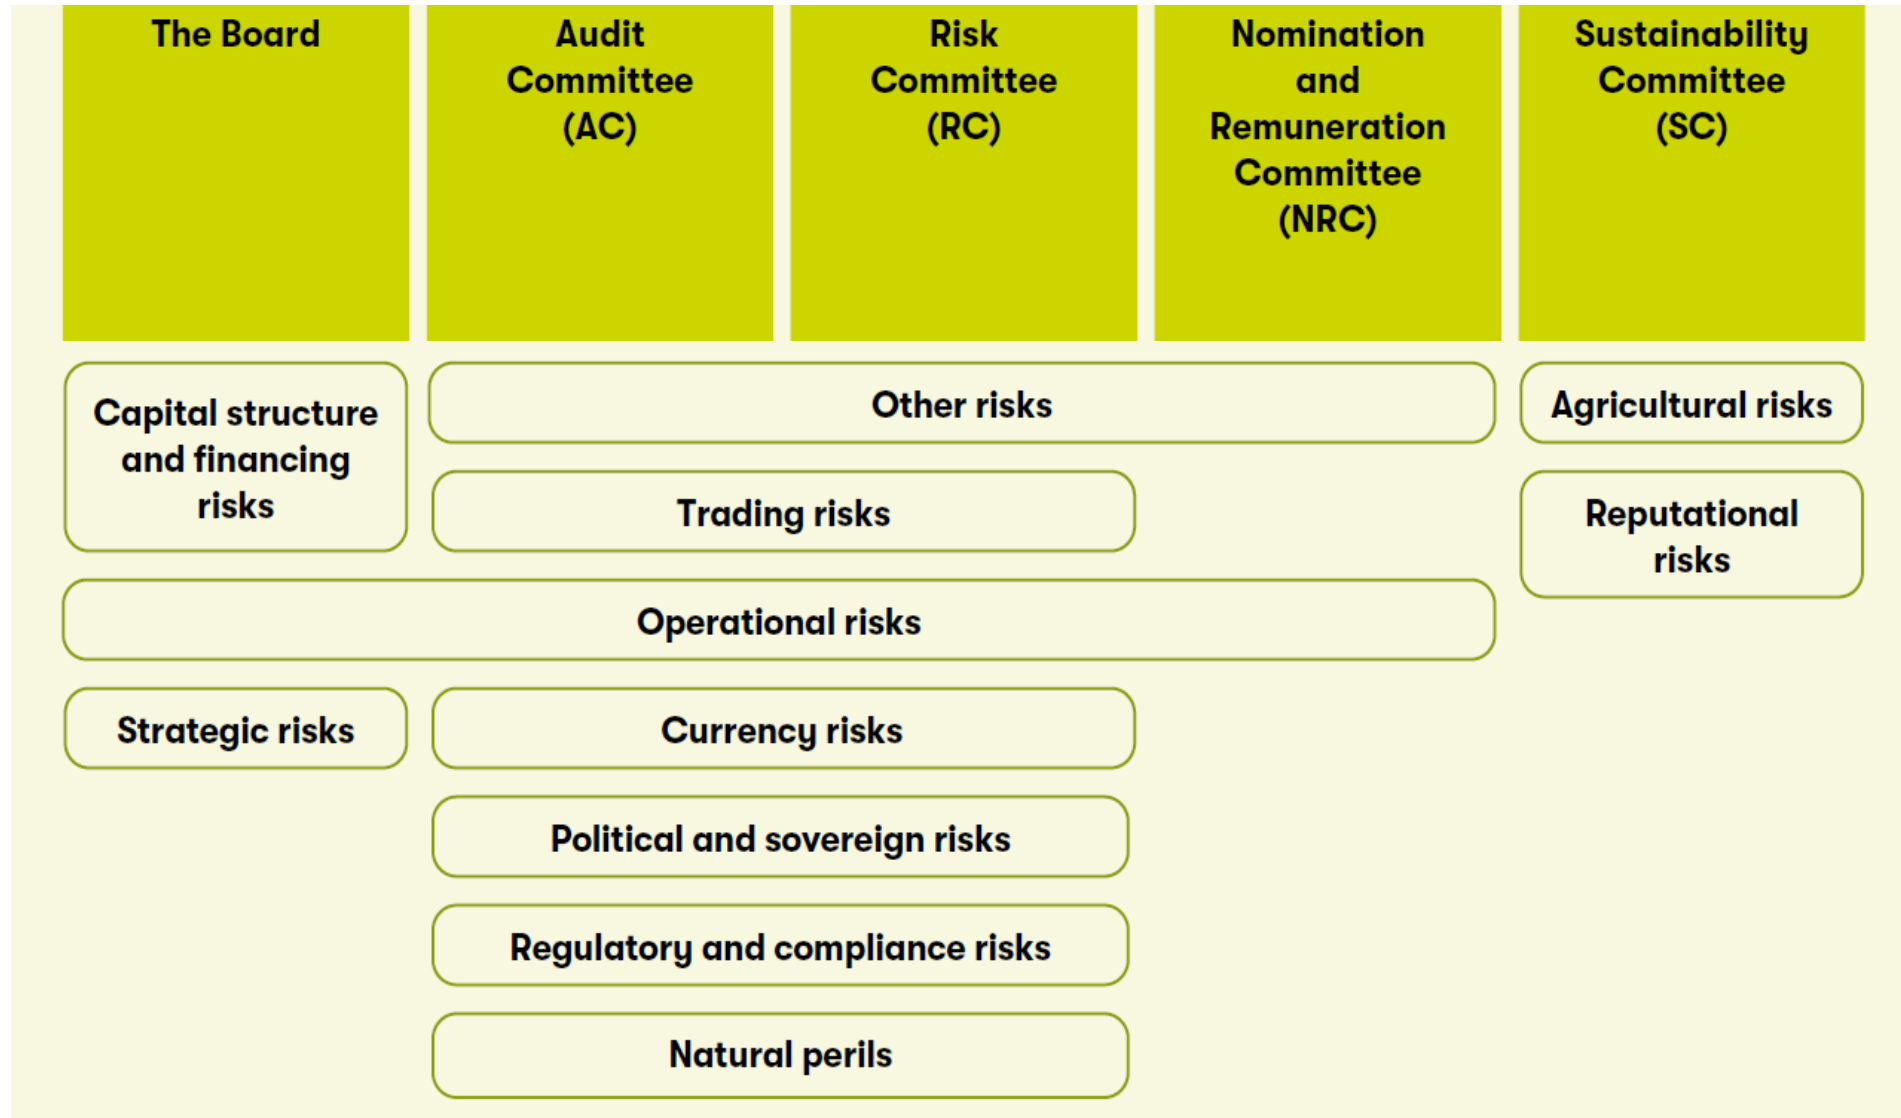 The Board
Audit
Committee
(AC)
Risk
Committee
(RC)
Nomination
and
Remuneration
Committee
(NRC)
Sustainability
Committee
(SC)
Capital structure
and financing
risks
Other risks
Agricultural risks
Trading risks
Reputational
risks
Operational risks
Strategic risks
Currency risks
Political and sovereign risks
Regulatory and compliance risks
Natural perils